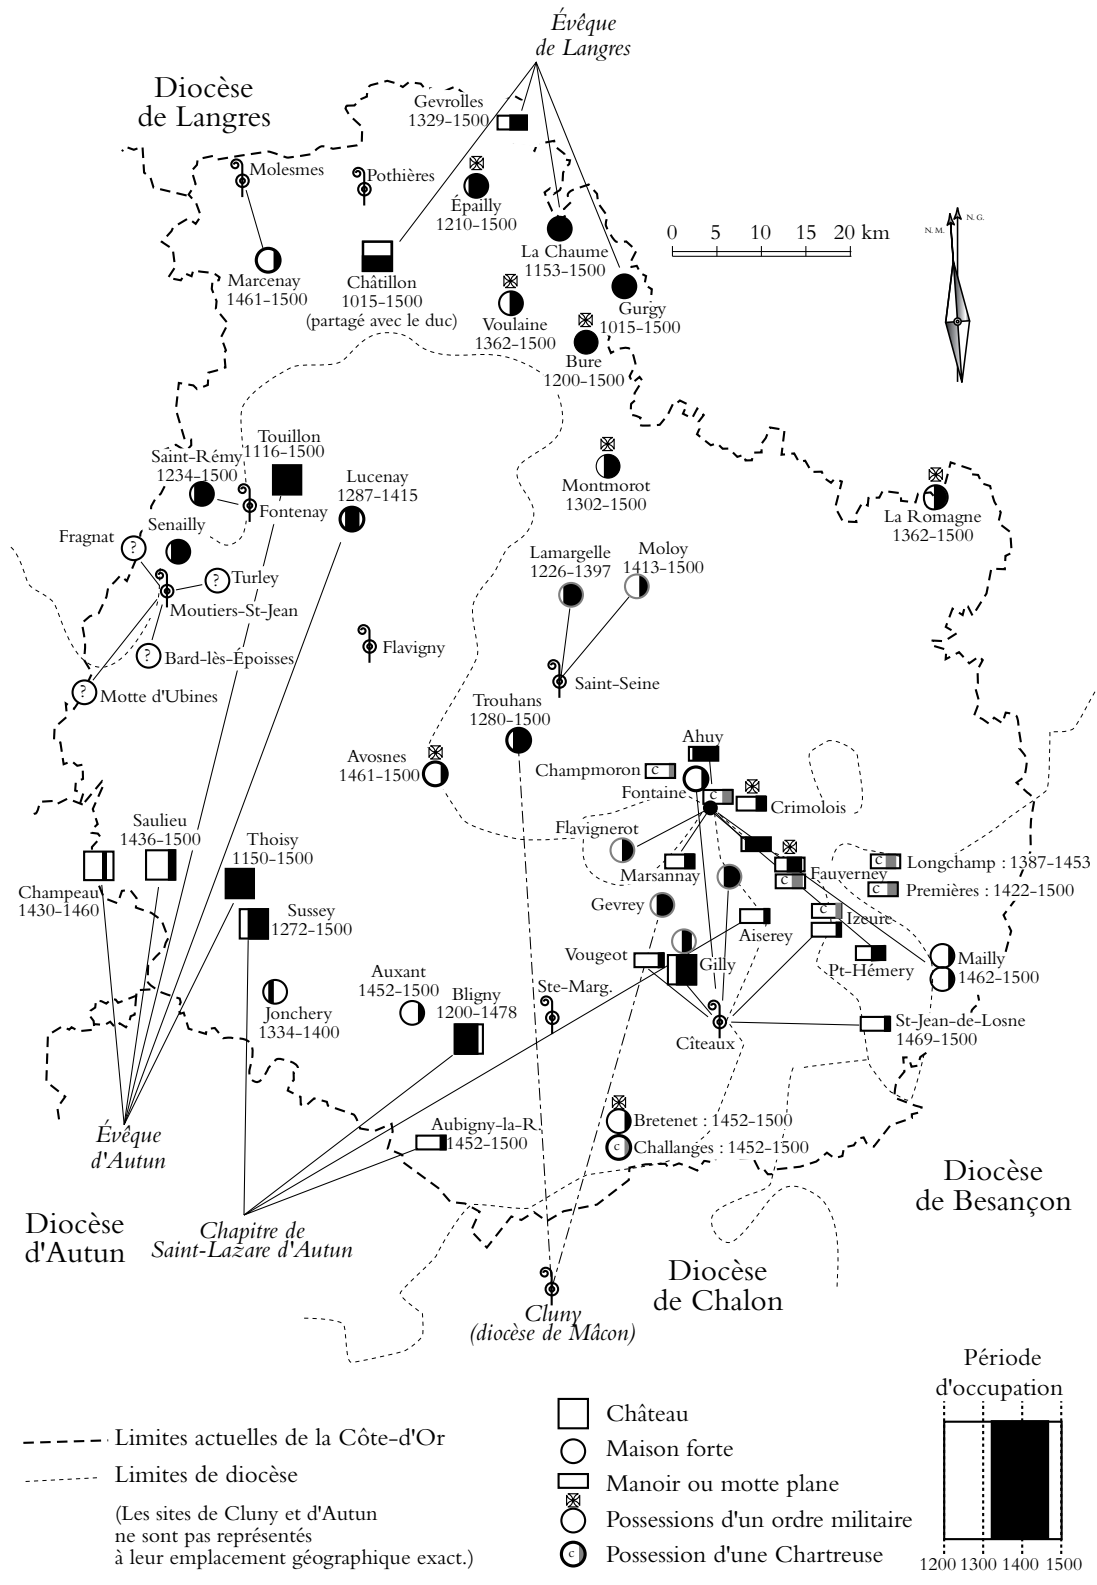 Évêque
de Langres
Diocèse
de Langres
Gevrolles
1329-1500
Molesmes
Pothières
Épailly
1210-1500
N.M.
N.G.
0 5 10 15 20 km
La Chaume
1153-1500
Marcenay
1461-1500
Châtillon
1015-1500
(partagé avec le duc)
Voulaine
1362-1500
Gurgy
1015-1500
Bure
1200-1500
Touillon
1116-1500
Saint-Rémy
1234-1500
Lucenay
1287-1415
Montmorot
1302-1500
La Romagne
1362-1500
Fontenay
Senailly
Fragnat
?
?
Turley
Moutiers-St-Jean
Lamargelle
1226-1397
Moloy
1413-1500
?
Bard-lès-Époisses
Flavigny
?
Motte d'Ubines
Saint-Seine
Trouhans
1280-1500
Avosnes
1461-1500
Ahuy
Champmoron
c
Fontaine
c
Crimolois
Saulieu
1436-1500
Thoisy
1150-1500
Flavignerot
Marsannay
Fauverney
c
c
Longchamp : 1387-1453
c
Premières : 1422-1500
Champeau
1430-1460
Sussey
1272-1500
Gevrey
c
Izeure
Aiserey
Vougeot
Gilly
Pt-Hémery
Mailly
1462-1500
Auxant
1452-1500
Jonchery
1334-1400
Bligny
1200-1478
Ste-Marg.
Cîteaux
St-Jean-de-Losne
1469-1500
Évêque
d'Autun
Aubigny-la-R.
1452-1500
Bretenet : 1452-1500
c
Challanges : 1452-1500
Diocèse
de Besançon
Diocèse
d'Autun
Chapitre de
Saint-Lazare d'Autun
Diocèse
de Chalon
Cluny
(diocèse de Mâcon)
Limites actuelles de la Côte-d'Or
Limites de diocèse
(Les sites de Cluny et d'Autun
ne sont pas représentés
à leur emplacement géographique exact.)
Château
Maison forte
Manoir ou motte plane
Possessions d'un ordre militaire
c
Possession d'une Chartreuse
Période
d'occupation
1200 1300 1400 1500